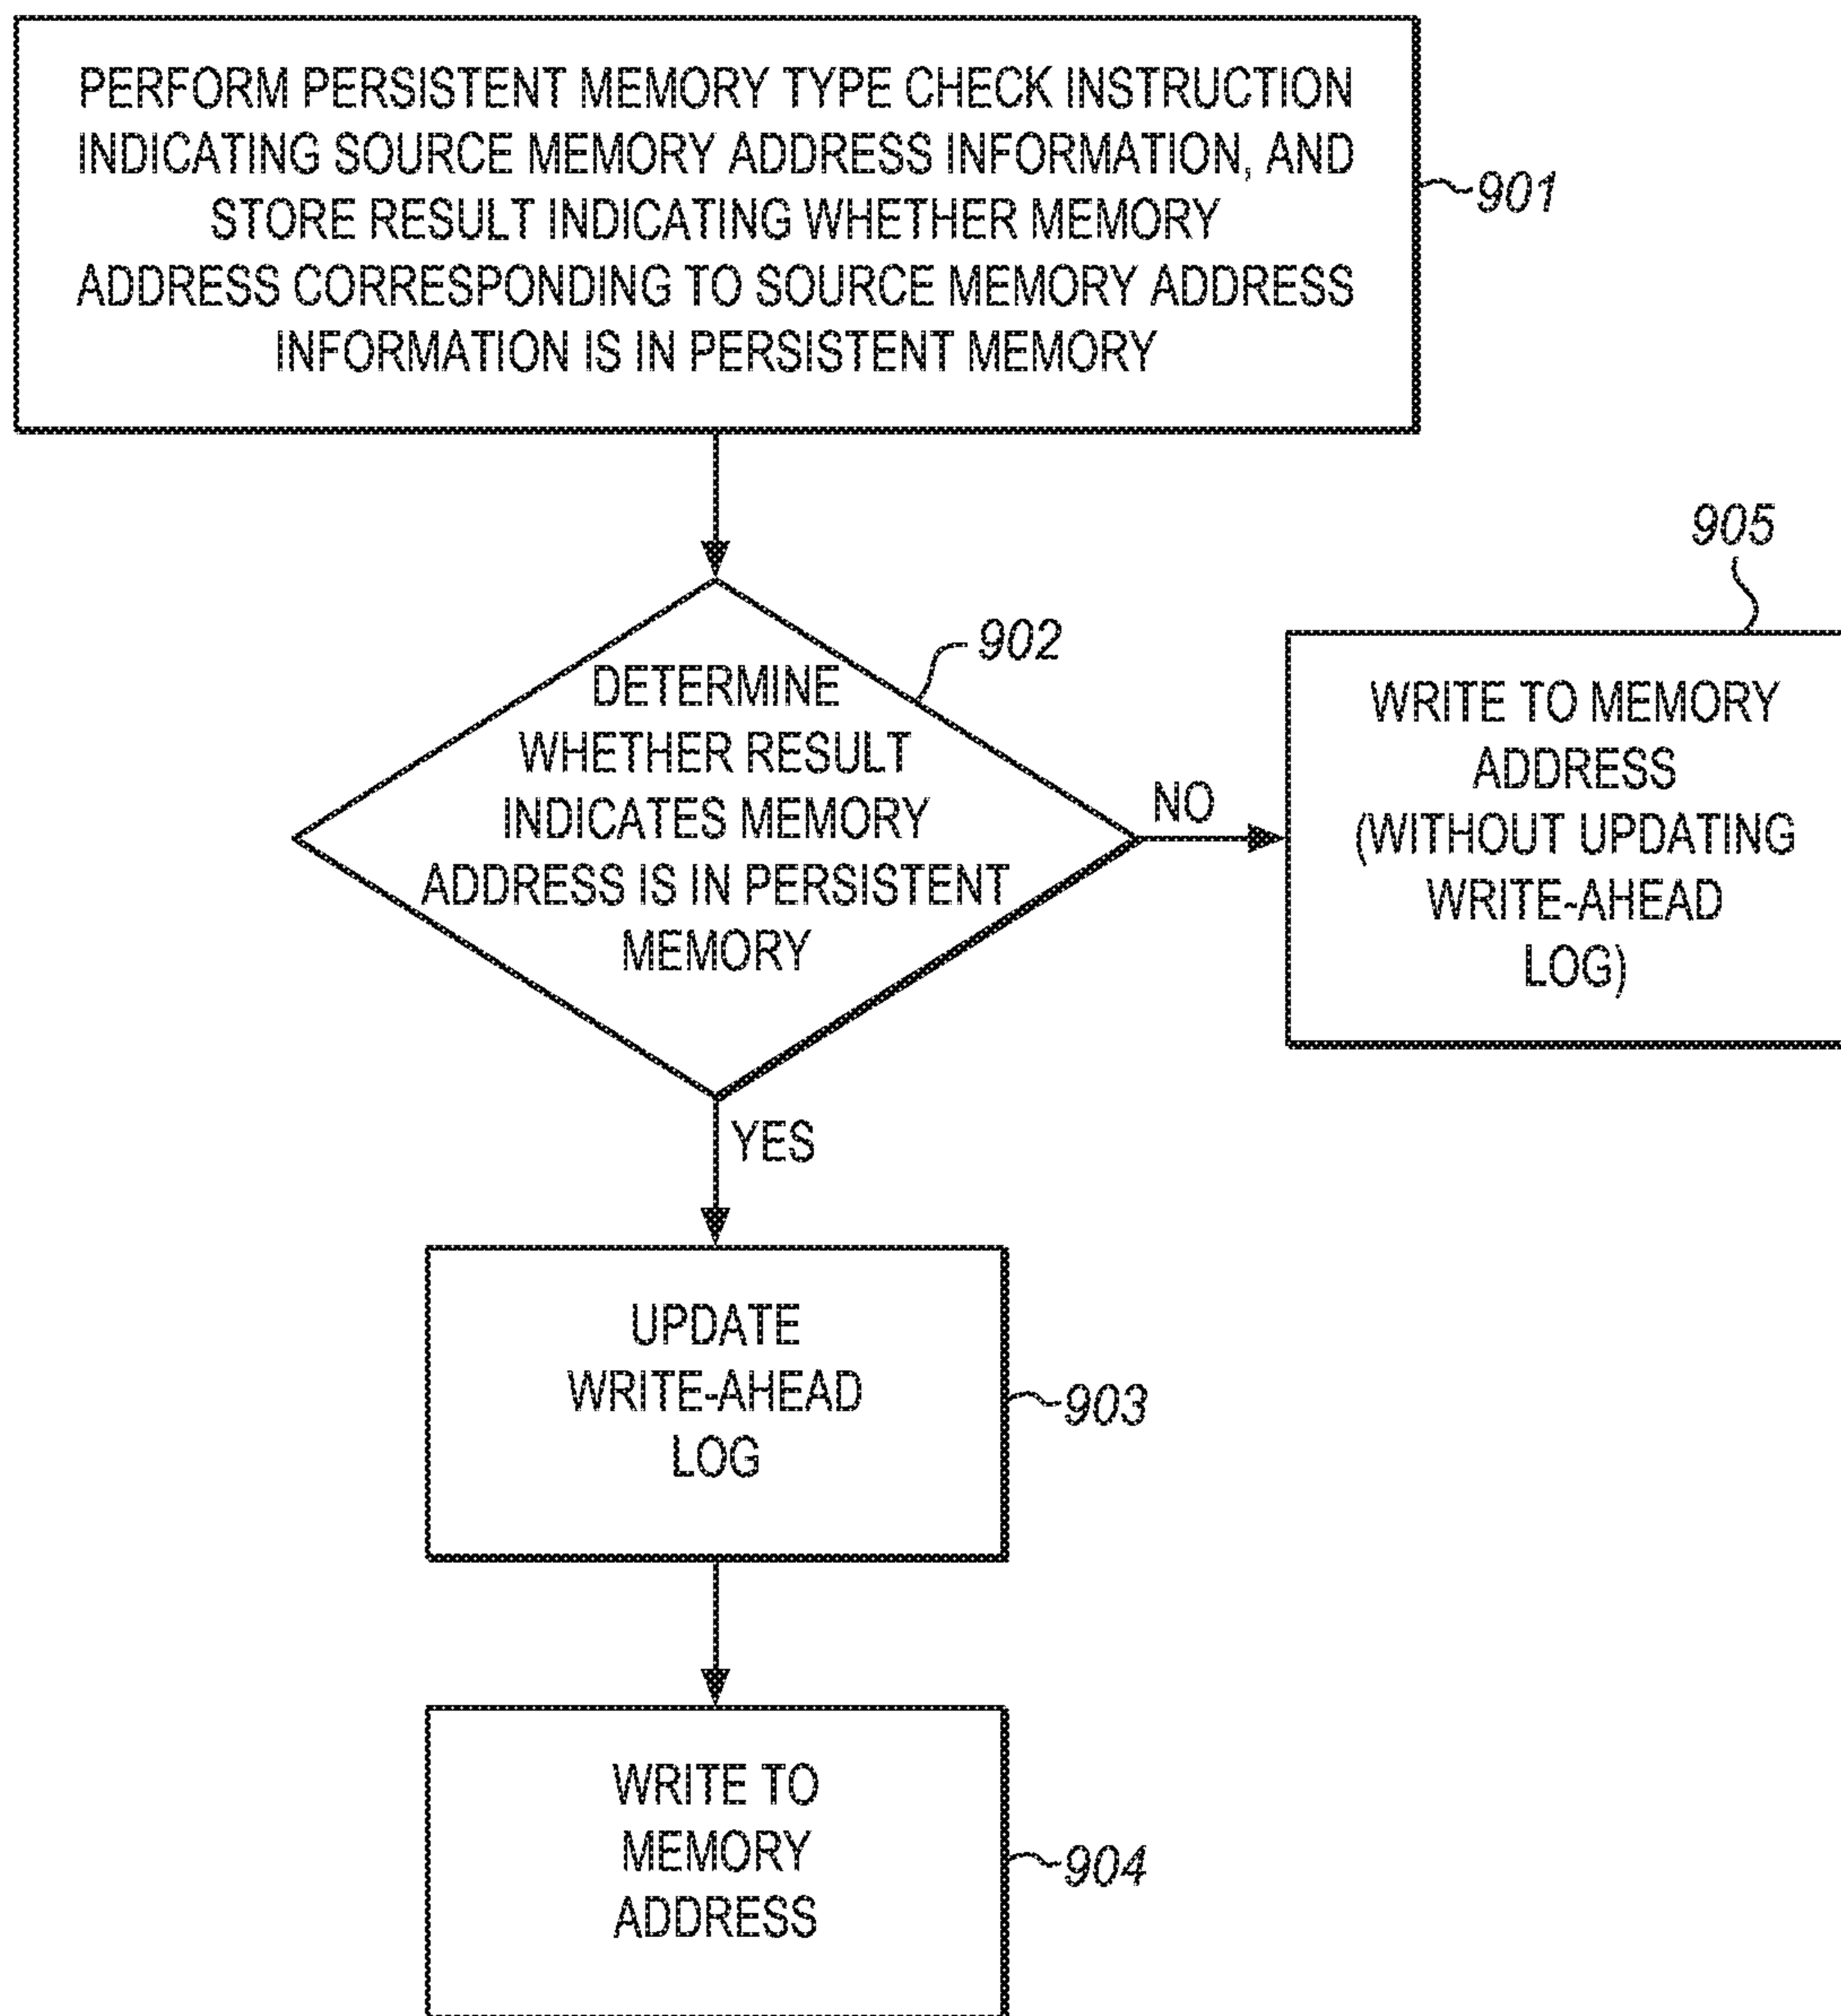 PERFORM PERSISTENT MEMORY TYPE CHECK INSTRUCTION
INDICATING SOURCE MEMORY ADDRESS INFORMATION, AND
STORE RESULT INDICATING WHETHER MEMORY
ADDRESS CORRESPONDING TO SOURCE MEMORY ADDRESS
INFORMATION IS IN PERSISTENT MEMORY
901
902
DETERMINE
WHETHER RESULT
INDICATES MEMORY
ADDRESS IS IN PERSISTENT
MEMORY
NO
905
WRITE TO MEMORY
ADDRESS
(WITHOUT UPDATING
WRITE-AHEAD
LOG)
YES
UPDATE
WRITE-AHEAD
LOG
903
WRITE TO
MEMORY
ADDRESS
904